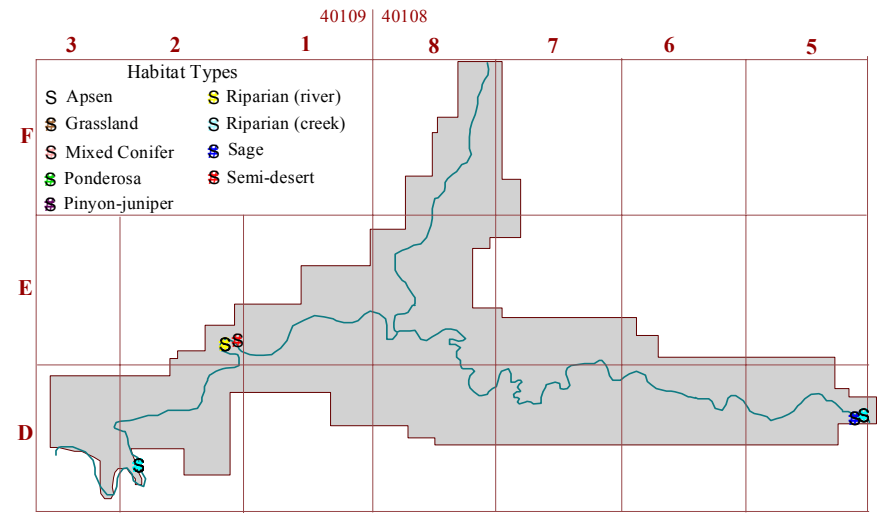 40109 40108
3 2 1 8 7 6 5
Habitat Types
S Apsen
S Riparian (river)
S Grassland
S Riparian (creek)
S Mixed Conifer
S Sage
S Ponderosa
S Semi-desert
S Pinyon-juniper
F
E
S S
D
S S
S